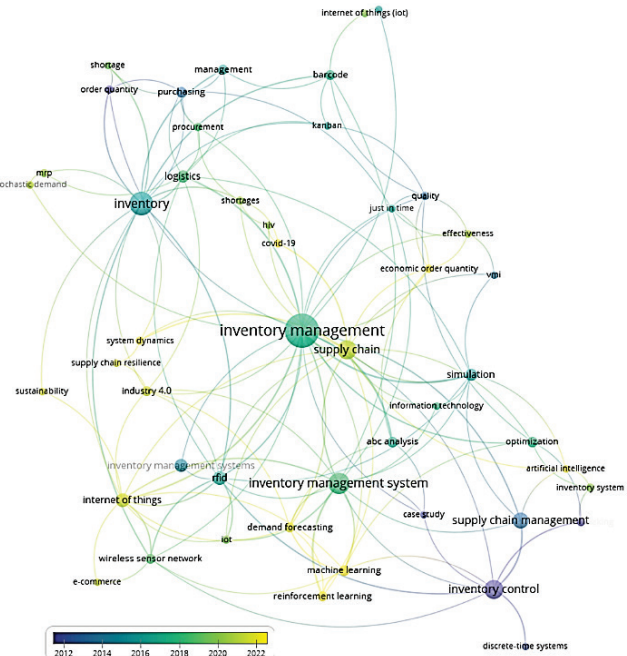 internet of things (iot)
shortage
management
barcode
order quantity
purchasing
procurement
kanban
mrp
logistics
ochastic demand
inventory
shortages
quality
just in time
hiv
effectiveness
covid-19
economic order quantity
vmi
inventory management
system dynamics
supply chain
supply chain resilience
simulation
sustainability
industry 4.0
information technology
abc analysis
optimization
inventory management systems
artificial intelligence
rfid
inventory management system
inventory system
internet of things
case study
supply chain management
demand forecasting
iot
wireless sensor network
machine learning
e-commerce
inventory control
reinforcement learning
discrete-time systems
2012 2014 2016 2018 2020 2022